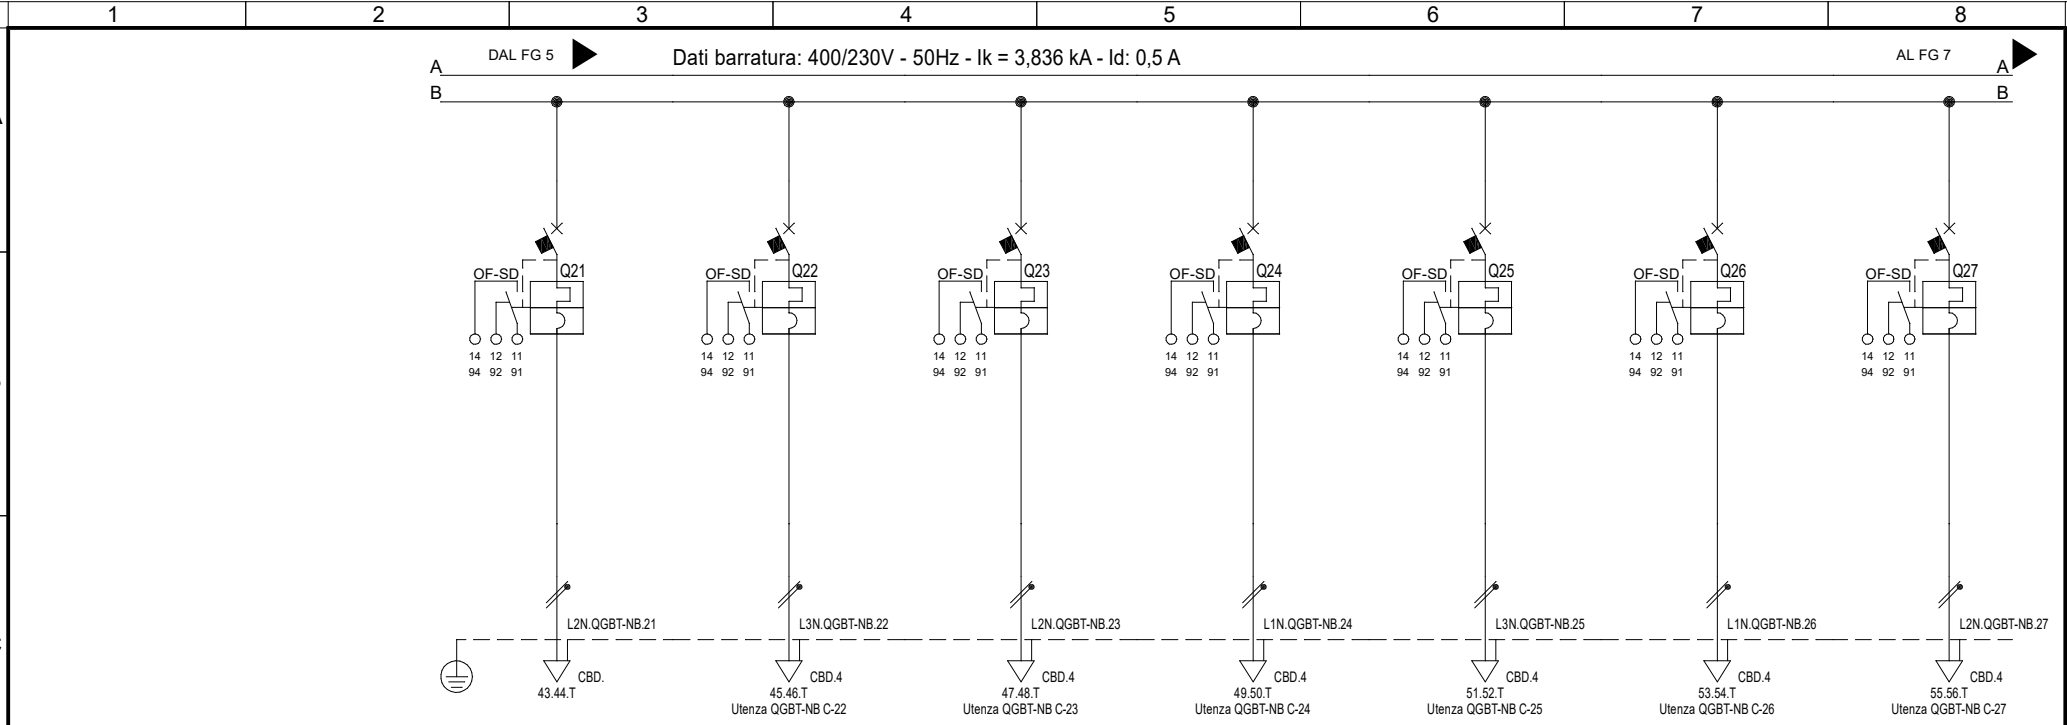 1 2 3 4 5 6 7 8
DAL FG 5 Dati barratura: 400/230V - 50Hz - Ik = 3,836 kA - Id: 0,5 A AL FG 7
A A
B B
OF-SD Q21 OF-SD Q22 OF-SD Q23 OF-SD Q24 OF-SD Q25 OF-SD Q26 OF-SD Q27
14 12 11 14 12 11 14 12 11 14 12 11 14 12 11 14 12 11 14 12 11
94 92 91 94 92 91 94 92 91 94 92 91 94 92 91 94 92 91 94 92 91
L2N.QGBT-NB.21 L3N.QGBT-NB.22 L2N.QGBT-NB.23 L1N.QGBT-NB.24 L3N.QGBT-NB.25 L1N.QGBT-NB.26 L2N.QGBT-NB.27
CBD. CBD.4 CBD.4 CBD.4 CBD.4 CBD.4 CBD.4
43.44.T 45.46.T 47.48.T 49.50.T 51.52.T 53.54.T 55.56.T
Utenza QGBT-NB C-22 Utenza QGBT-NB C-23 Utenza QGBT-NB C-24 Utenza QGBT-NB C-25 Utenza QGBT-NB C-26 Utenza QGBT-NB C-27